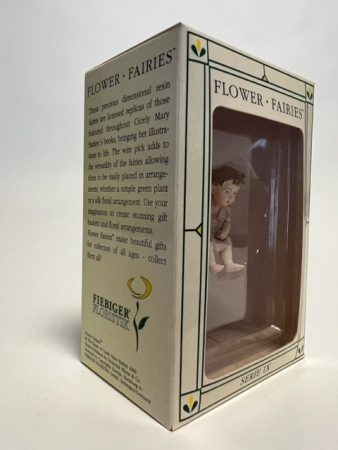 FLOWER · FAIRIES™
These precious dimensional resin
fairies are licensed replicas of those
featured throughout Cicely Mary
Barker's books, bringing her illustra-
tions to life. The wire pick adds to
the versatility of the fairies allowing
them to be easily placed in arrange-
ments, whether a simple green plant
or a silk floral arrangement. Use your
imagination to create stunning gift
baskets and floral arrangements.
Flower Fairies™ make beautiful gifts
for collectors of all ages - collect
them all!
FIEBIGER®
FLORISTIK
FLOWER · FAIRIES™
SERIE IX